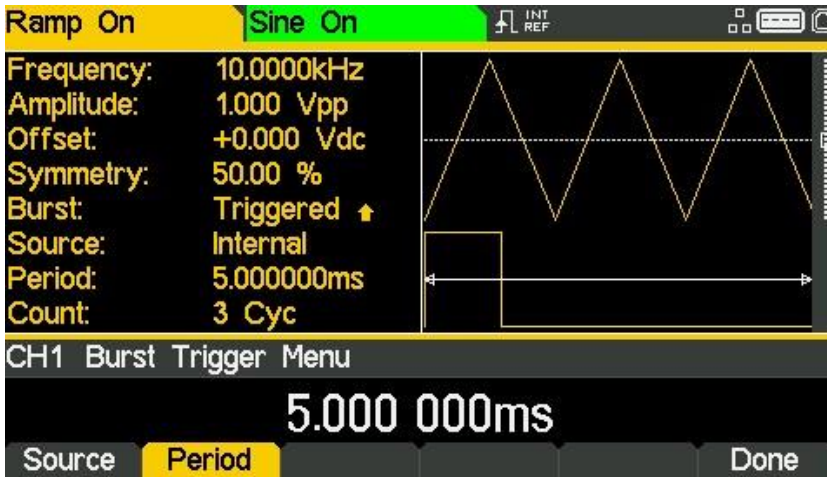 Ramp On Sine On INT REF
Frequency: 10.0000kHz
Amplitude: 1.000 Vpp
Offset: +0.000 Vdc
Symmetry: 50.00 %
Burst: Triggered
Source: Internal
Period: 5.000000ms
Count: 3 Cyc
CH1 Burst Trigger Menu
5.000 000ms
Source Period Done